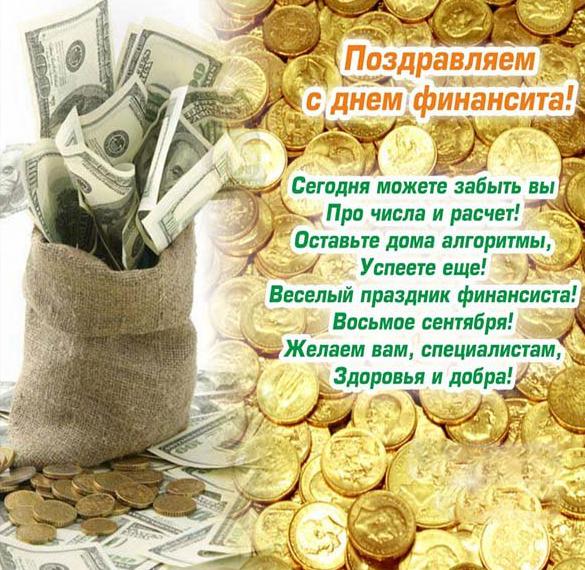 Поздравляем
с днем финансита!
Сегодня можете забыть вы
Про числа и расчет!
Оставьте дома алгоритмы,
Успеете еще!
Веселый праздник финансиста!
Восьмое сентября!
Желаем вам, специалистам,
Здоровья и добра!